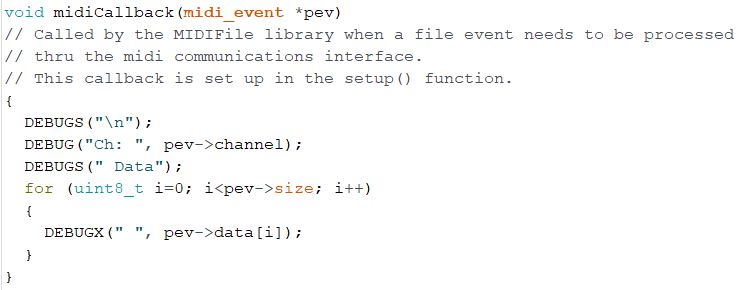 void midiCallback(midi_event *pev)
// Called by the MIDIFile library when a file event needs to be processed
// thru the midi communications interface.
// This callback is set up in the setup() function.
{
  DEBUGS("\n");
  DEBUG("Ch: ", pev->channel);
  DEBUGS(" Data");
  for (uint8_t i=0; i<pev->size; i++)
  {
    DEBUGX(" ", pev->data[i]);
  }
}